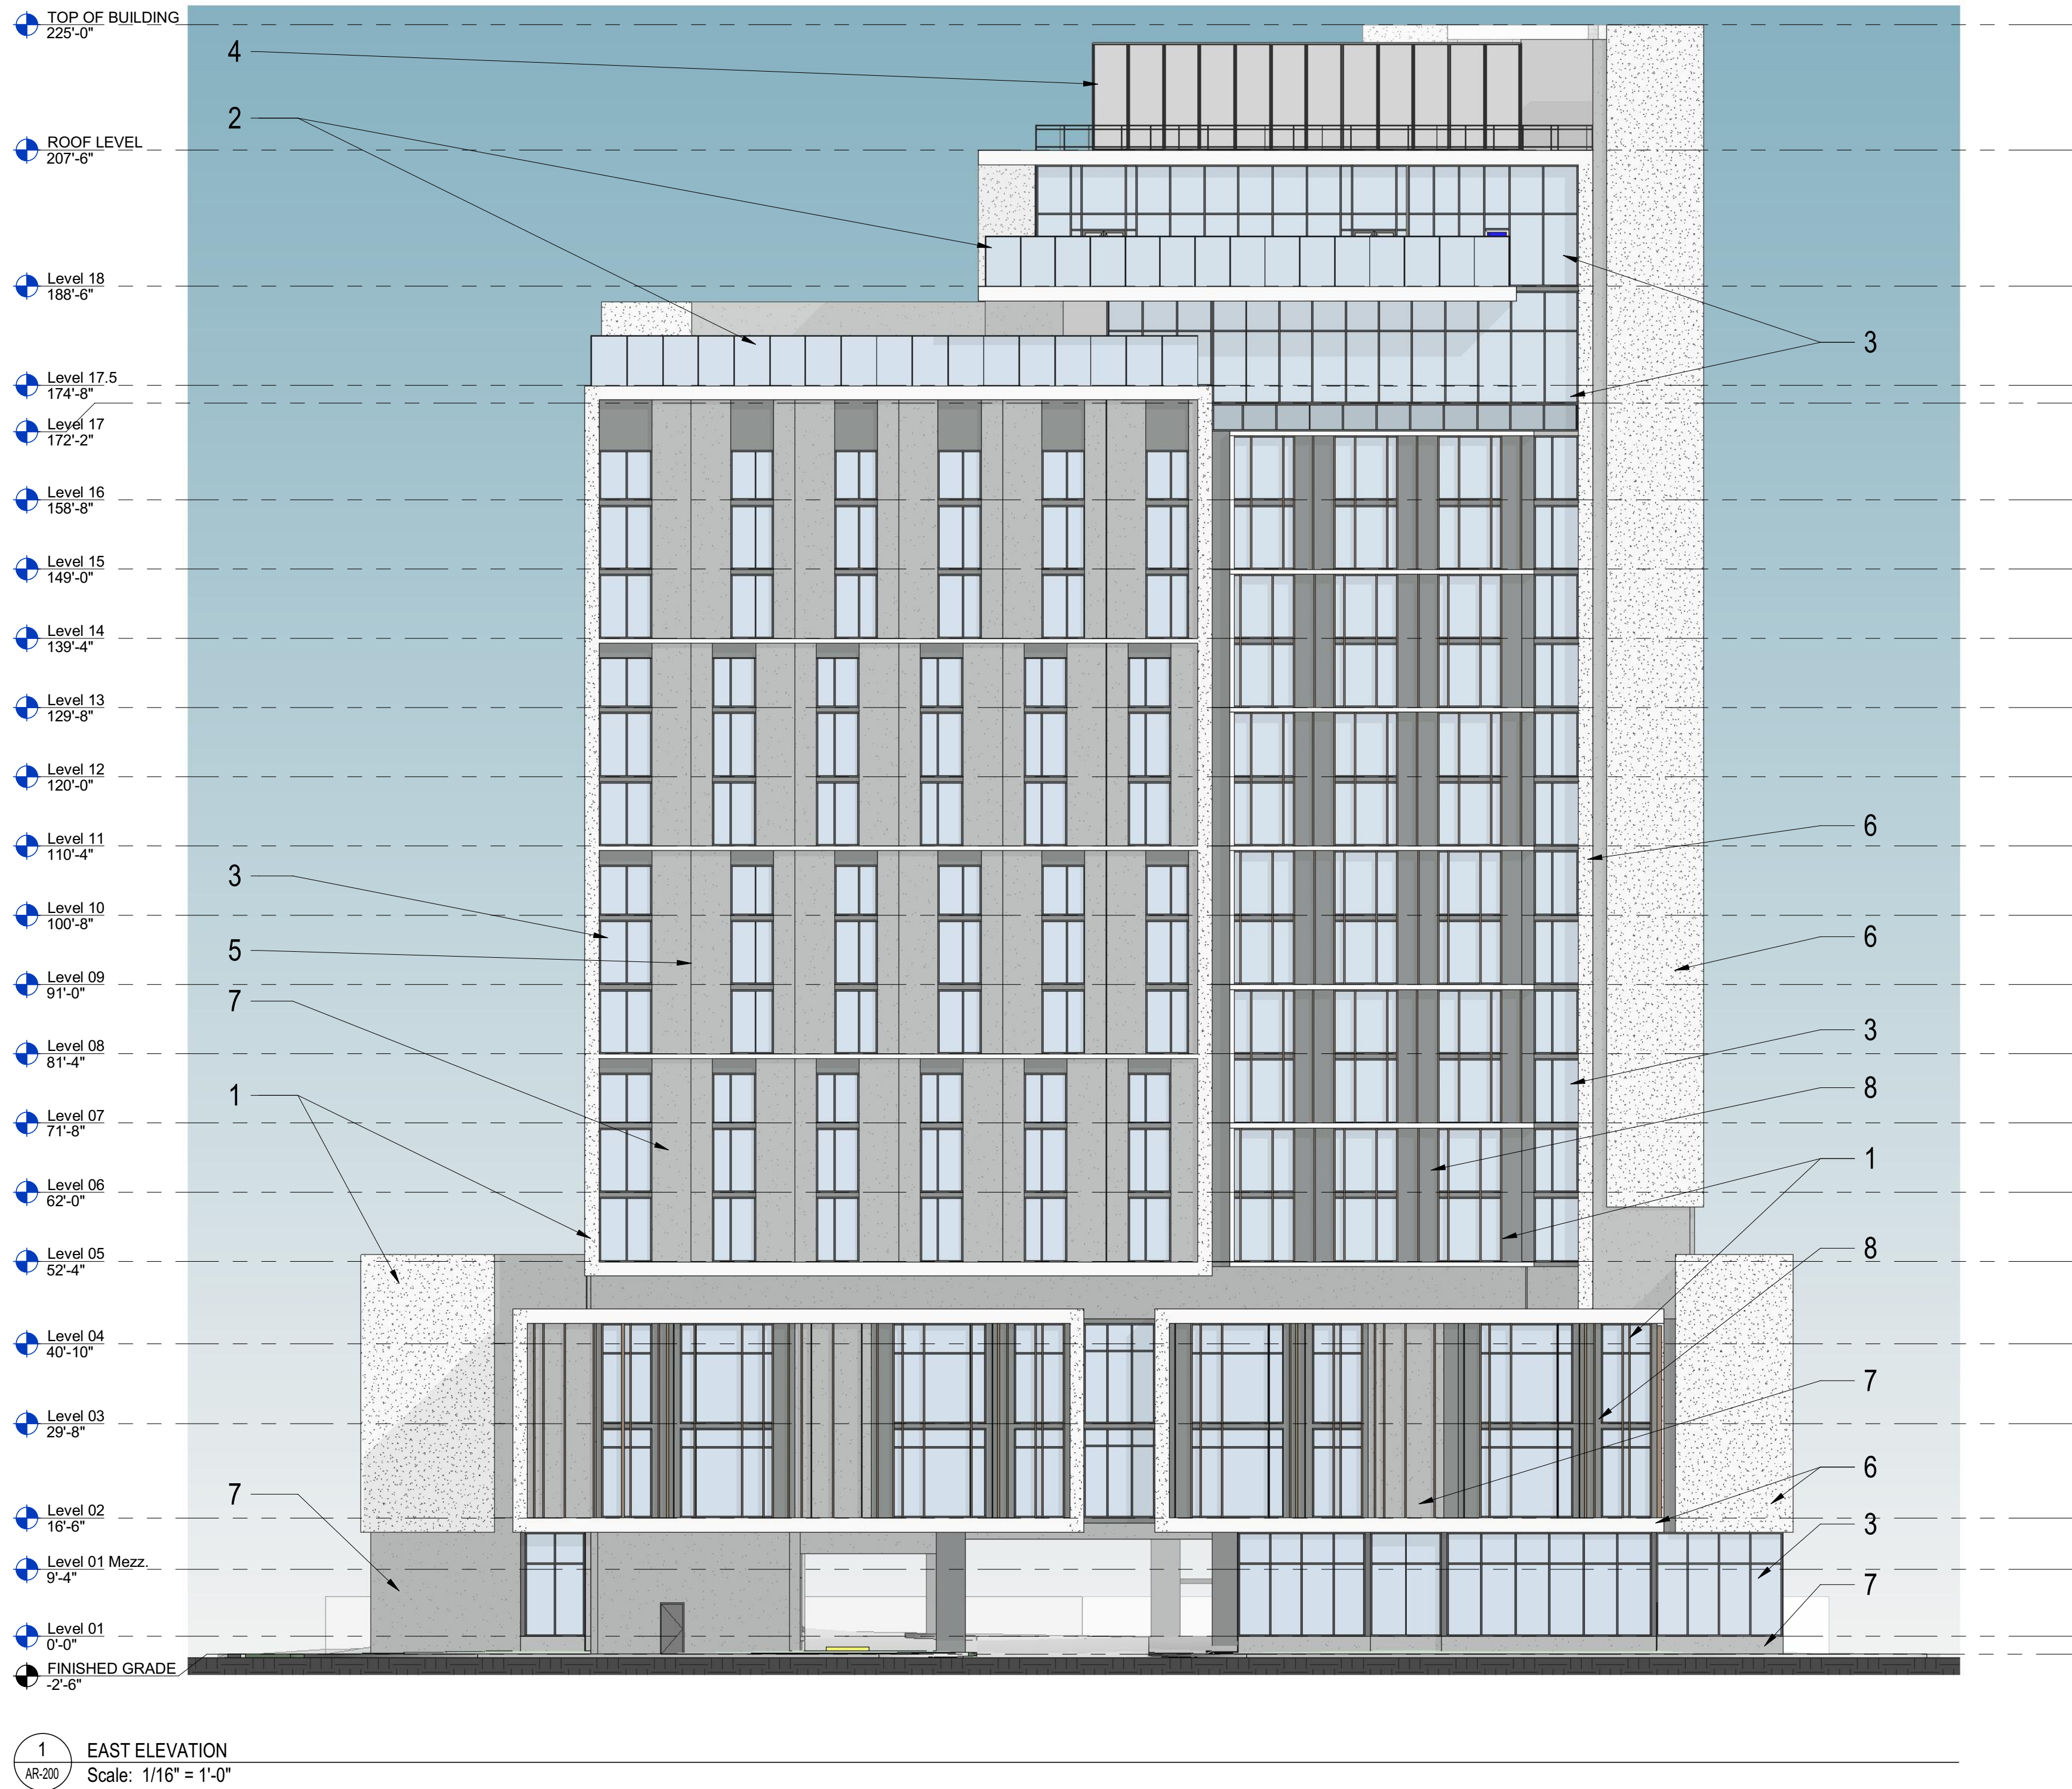 TOP OF BUILDING
225'-0"
4
2
ROOF LEVEL
207'-6"
Level 18
188'-6"
3
Level 17.5
174'-8"
Level 17
172'-2"
Level 16
158'-8"
Level 15
149'-0"
Level 14
139'-4"
Level 13
129'-8"
Level 12
120'-0"
Level 11
110'-4"
6
3
Level 10
100'-8"
6
5
Level 09
91'-0"
7
3
Level 08
81'-4"
8
1
Level 07
71'-8"
1
Level 06
62'-0"
8
Level 05
52'-4"
Level 04
40'-10"
7
Level 03
29'-8"
6
7
Level 02
16'-6"
3
Level 01 Mezz.
9'-4"
7
Level 01
0'-0"
FINISHED GRADE
-2'-6"
1
AR-200
EAST ELEVATION
Scale: 1/16" = 1'-0"